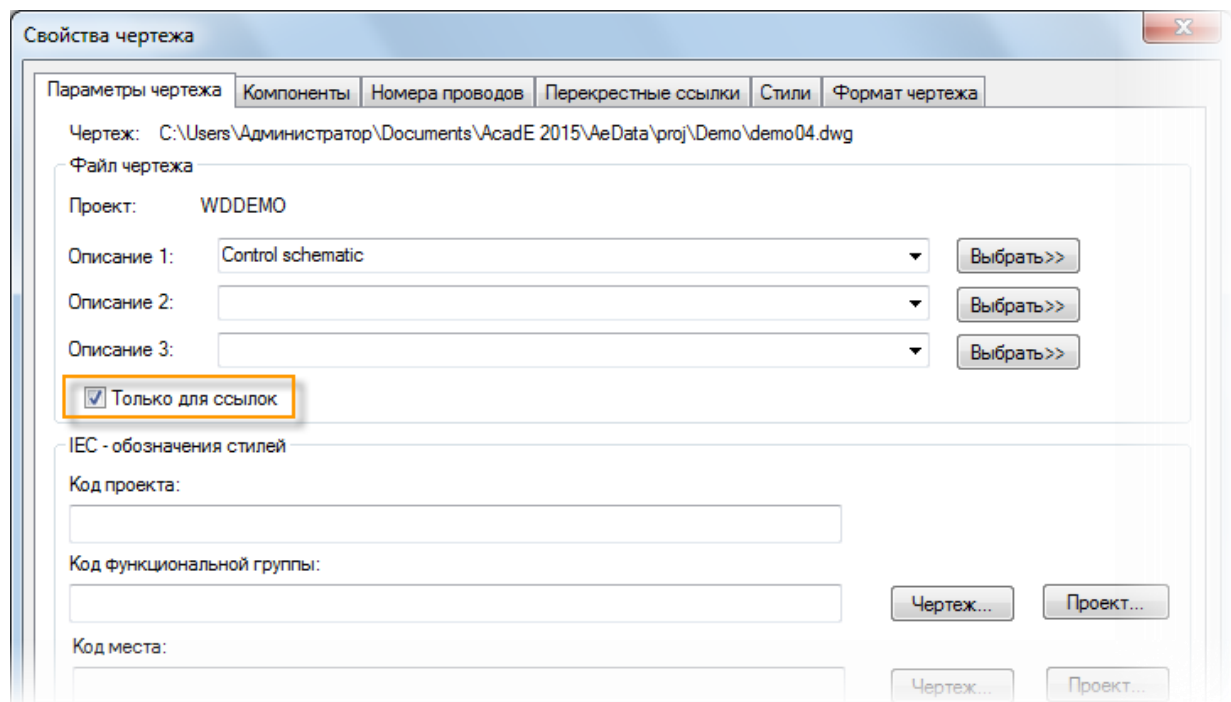 Свойства чертежа
Параметры чертежа Компоненты Номера проводов Перекрестные ссылки Стили Формат чертежа
Чертеж: C:\Users\Администратор\Documents\AcadE 2015\AeData\proj\Demo\demo04.dwg
Файл чертежа
Проект: WDDEMO
Описание 1: Control schematic Выбрать>>
Описание 2: Выбрать>>
Описание 3: Выбрать>>
Только для ссылок
IEC - обозначения стилей
Код проекта:
Код функциональной группы:
Чертеж... Проект...
Код места:
Чертеж... Проект...